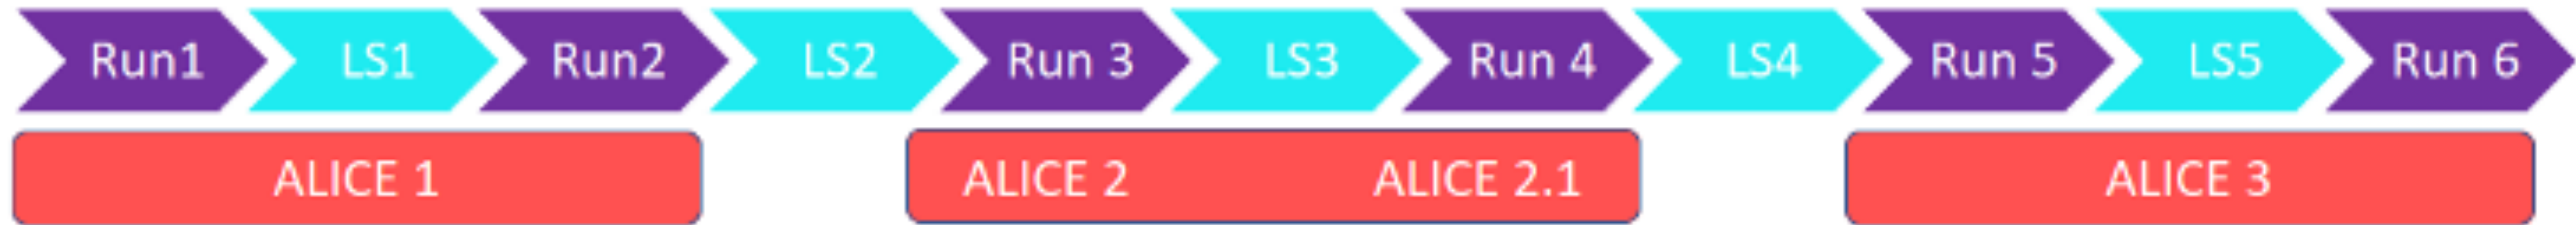 Run1 LS1 Run2 LS2 Run 3 LS3 Run 4 LS4 Run 5 LS5 Run 6
ALICE 1 ALICE 2 ALICE 2.1 ALICE 3